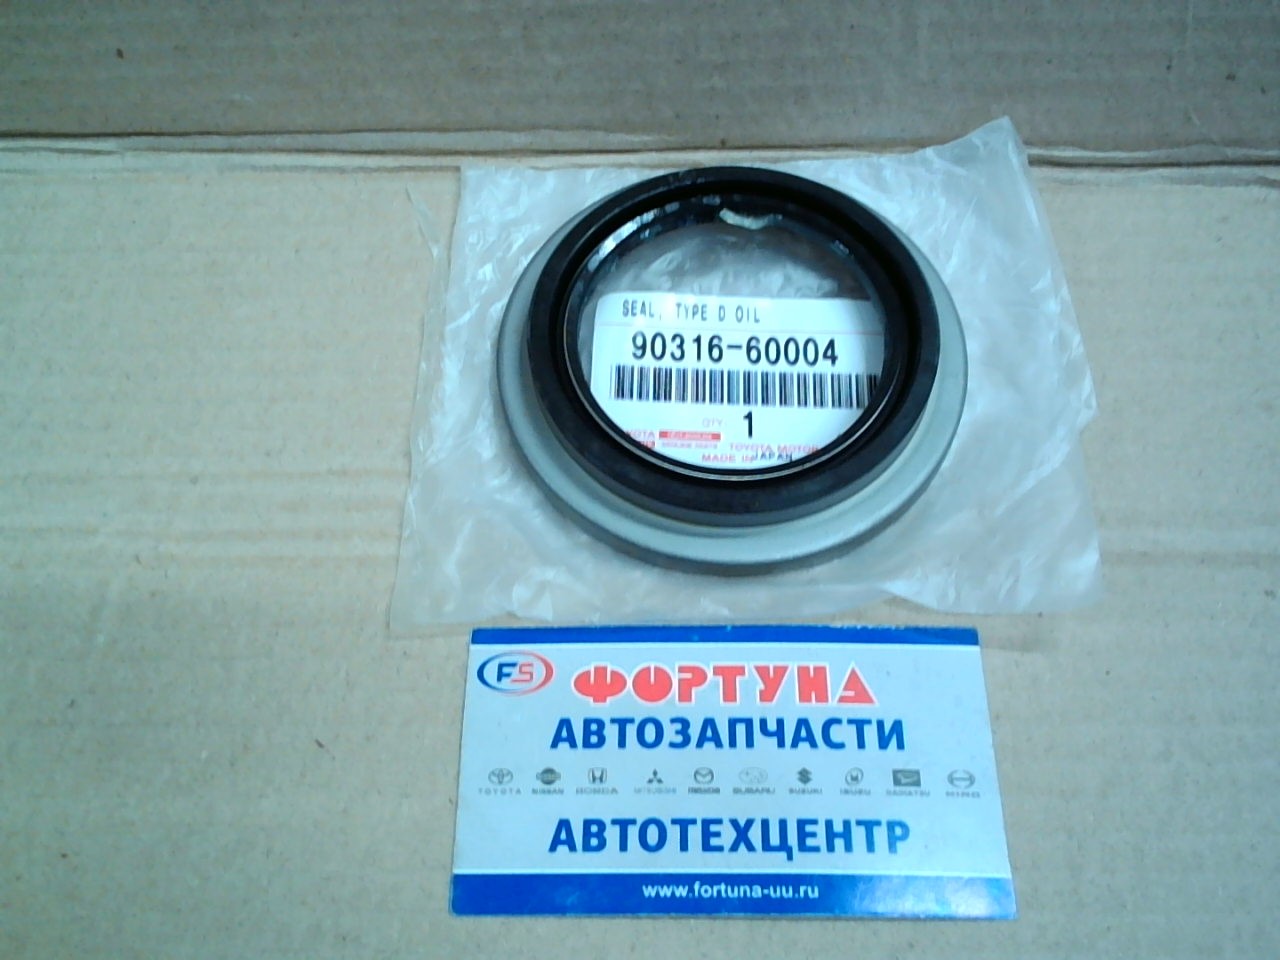 SEAL, TYPE D OIL
90316-60004
QTY 1
TOYOTA MOTOR
MADE IN JAPAN
FS ФОРТУНА
АВТОЗАПЧАСТИ
TOYOTA NISSAN HONDA MITSUBISHI mazDa SUBARU SUZUKI ISUZU DAIHATSU HINO
АВТОТЕХЦЕНТР
www.fortuna-uu.ru